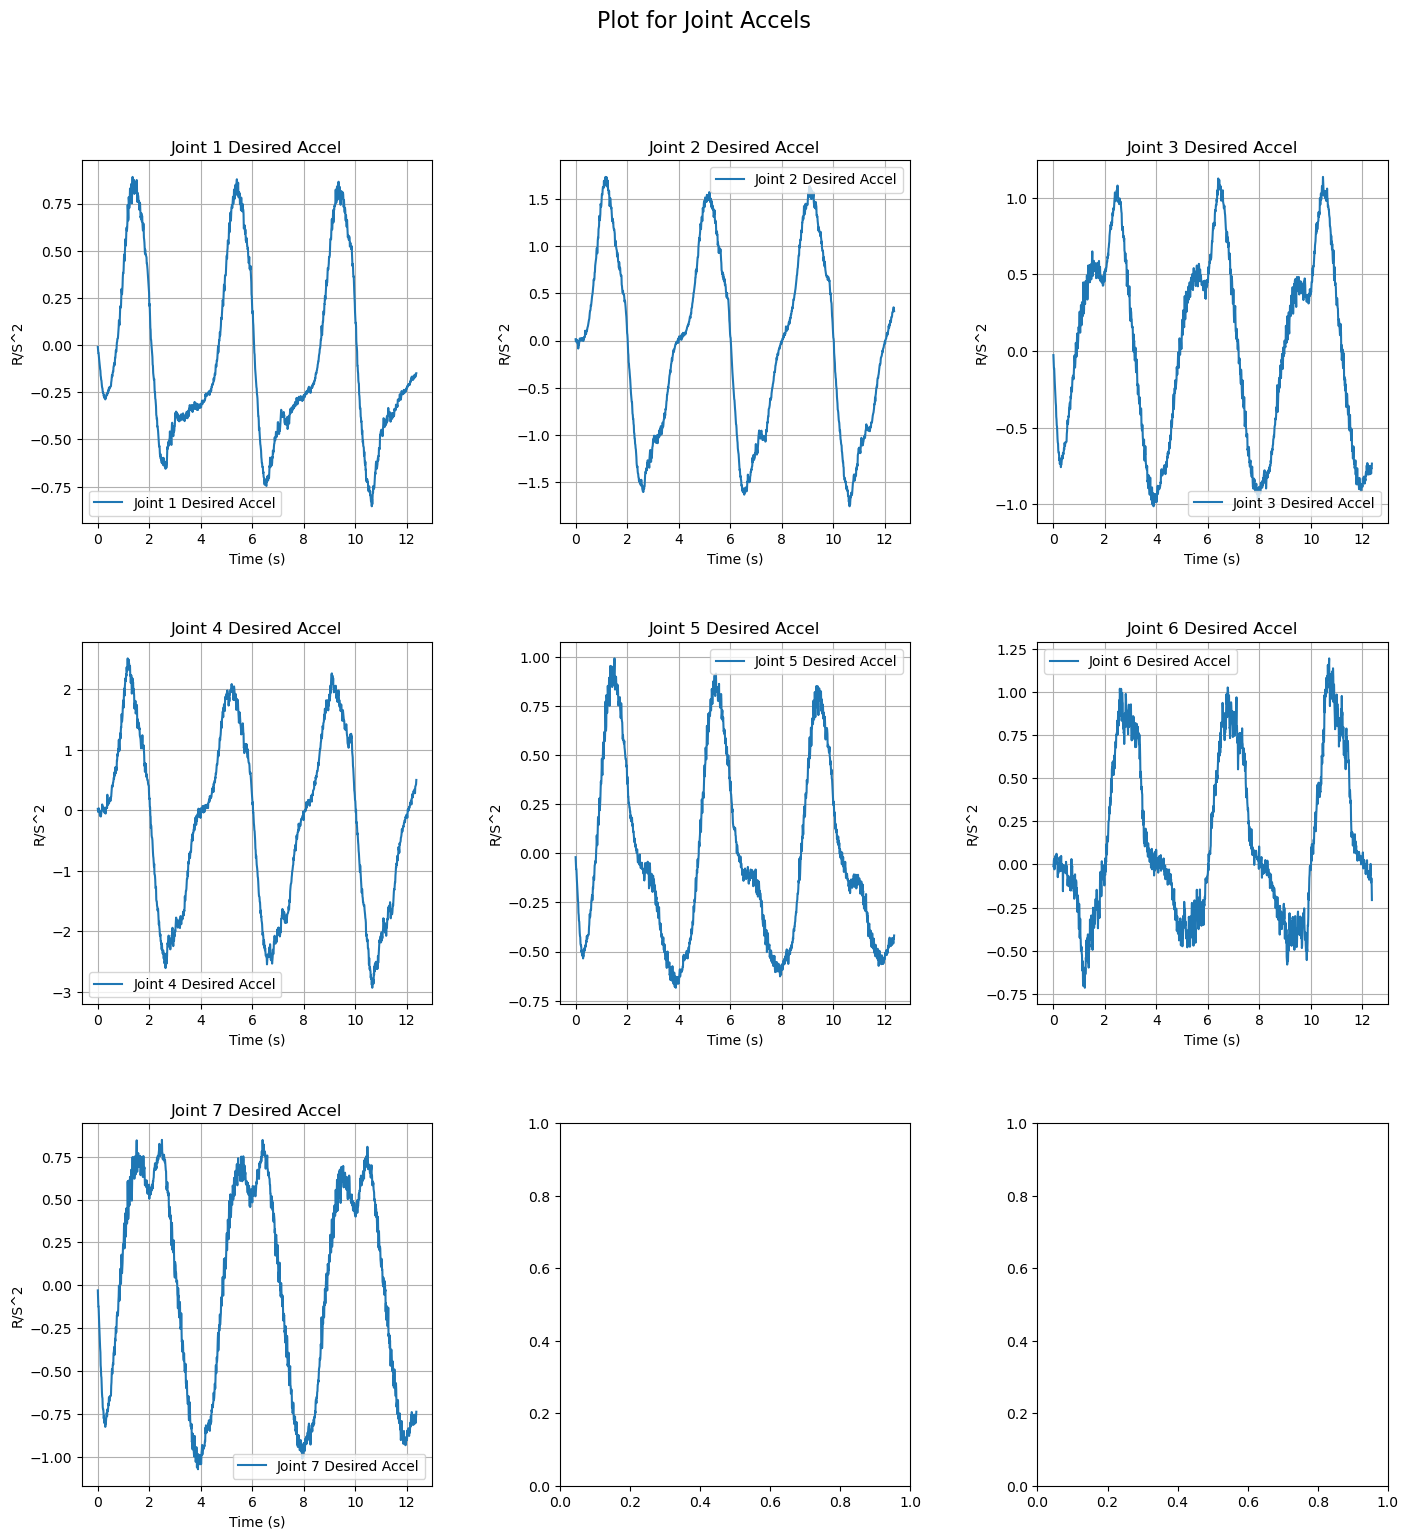 Plot for Joint Accels
Joint 1 Desired Accel
R/S^2
0.75
0.50
0.25
0.00
−0.25
−0.50
−0.75
Joint 1 Desired Accel
0 2 4 6 8 10 12
Time (s)
Joint 2 Desired Accel
Joint 2 Desired Accel
R/S^2
1.5
1.0
0.5
0.0
−0.5
−1.0
−1.5
0 2 4 6 8 10 12
Time (s)
Joint 3 Desired Accel
R/S^2
1.0
0.5
0.0
−0.5
−1.0
Joint 3 Desired Accel
0 2 4 6 8 10 12
Time (s)
Joint 4 Desired Accel
R/S^2
2
1
0
−1
−2
−3
Joint 4 Desired Accel
0 2 4 6 8 10 12
Time (s)
Joint 5 Desired Accel
Joint 5 Desired Accel
R/S^2
1.00
0.75
0.50
0.25
0.00
−0.25
−0.50
−0.75
0 2 4 6 8 10 12
Time (s)
Joint 6 Desired Accel
Joint 6 Desired Accel
R/S^2
1.25
1.00
0.75
0.50
0.25
0.00
−0.25
−0.50
−0.75
0 2 4 6 8 10 12
Time (s)
Joint 7 Desired Accel
R/S^2
0.75
0.50
0.25
0.00
−0.25
−0.50
−0.75
−1.00
Joint 7 Desired Accel
0 2 4 6 8 10 12
Time (s)
1.0
0.8
0.6
0.4
0.2
0.0
0.0 0.2 0.4 0.6 0.8 1.0
1.0
0.8
0.6
0.4
0.2
0.0
0.0 0.2 0.4 0.6 0.8 1.0